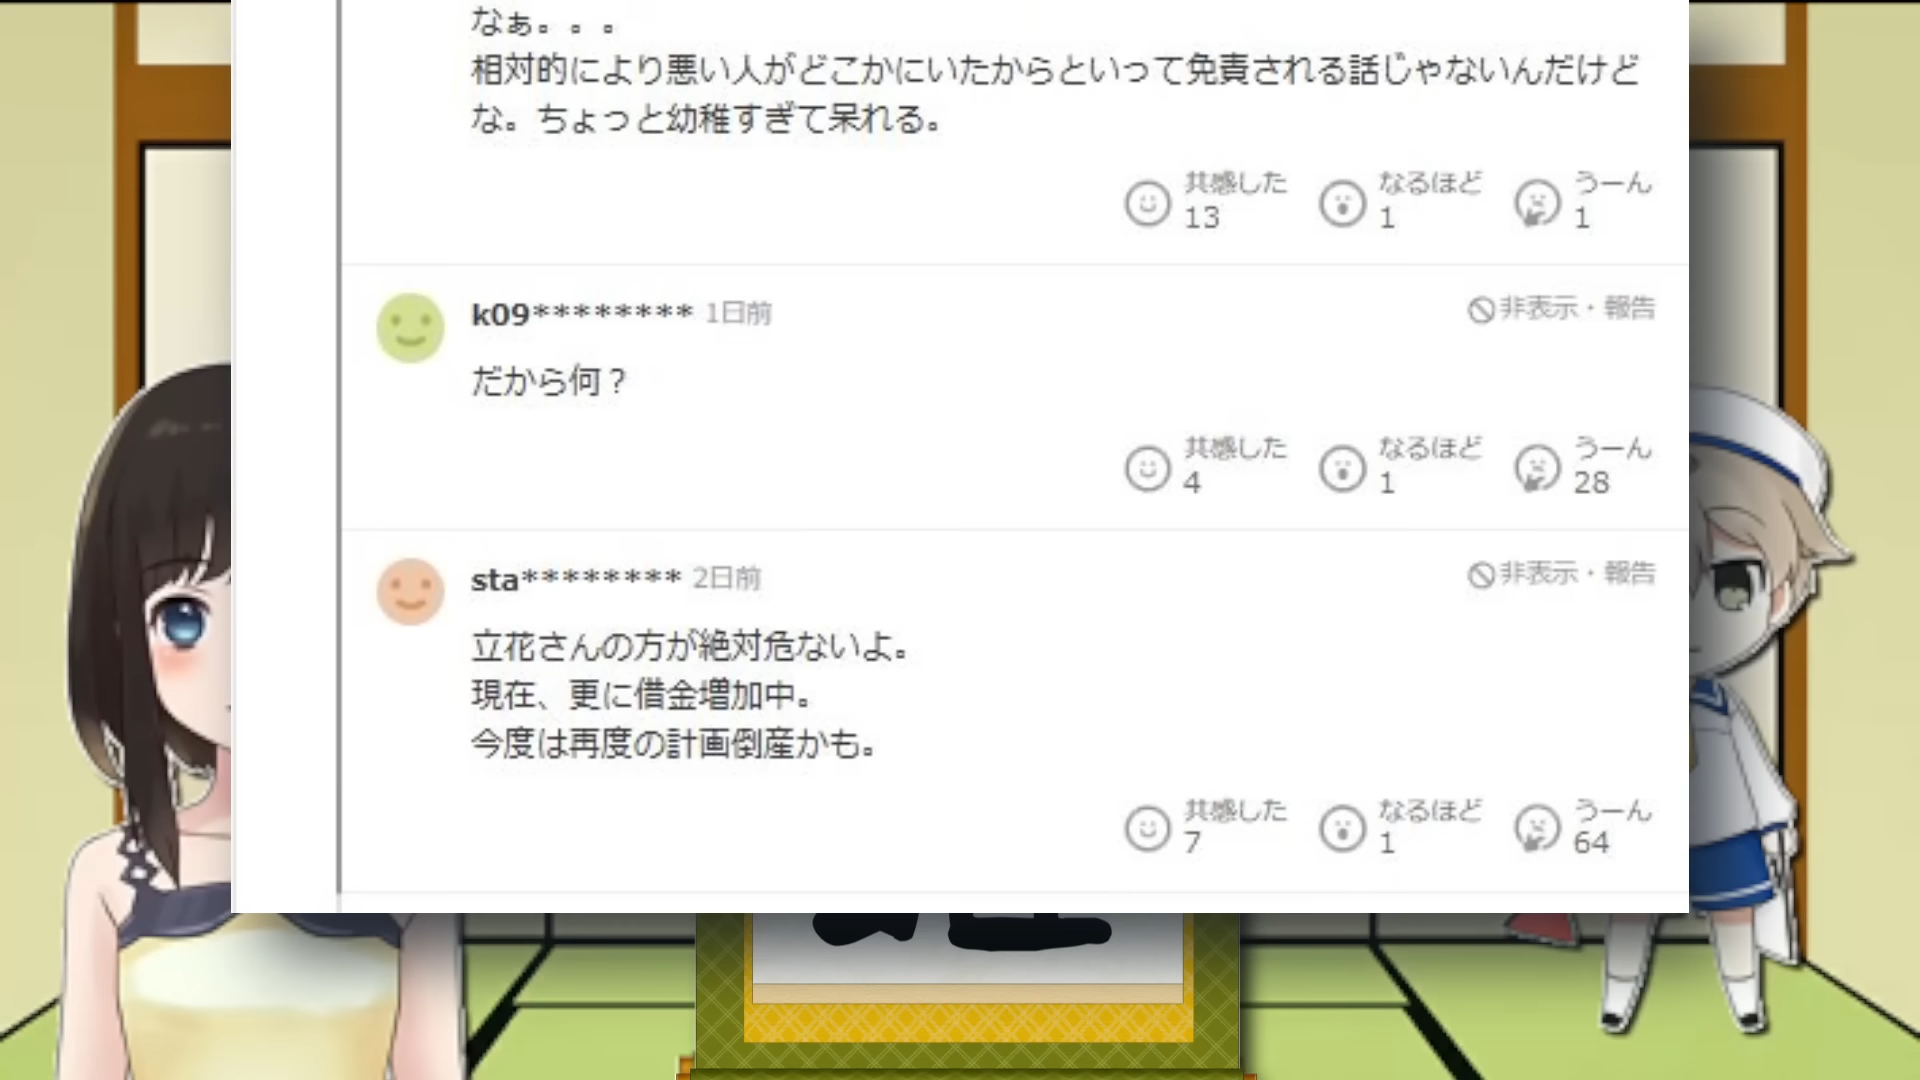 なぁ。。。
相対的により悪い人がどこかにいたからといって免責される話じゃないんだけど
な。ちょっと幼稚すぎて呆れる。
共感した なるほど うーん
13 1 1
k09******** 1日前 非表示・報告
だから何？
共感した なるほど うーん
4 1 28
sta******** 2日前 非表示・報告
立花さんの方が絶対危ないよ。
現在、更に借金増加中。
今度は再度の計画倒産かも。
共感した なるほど うーん
7 1 64